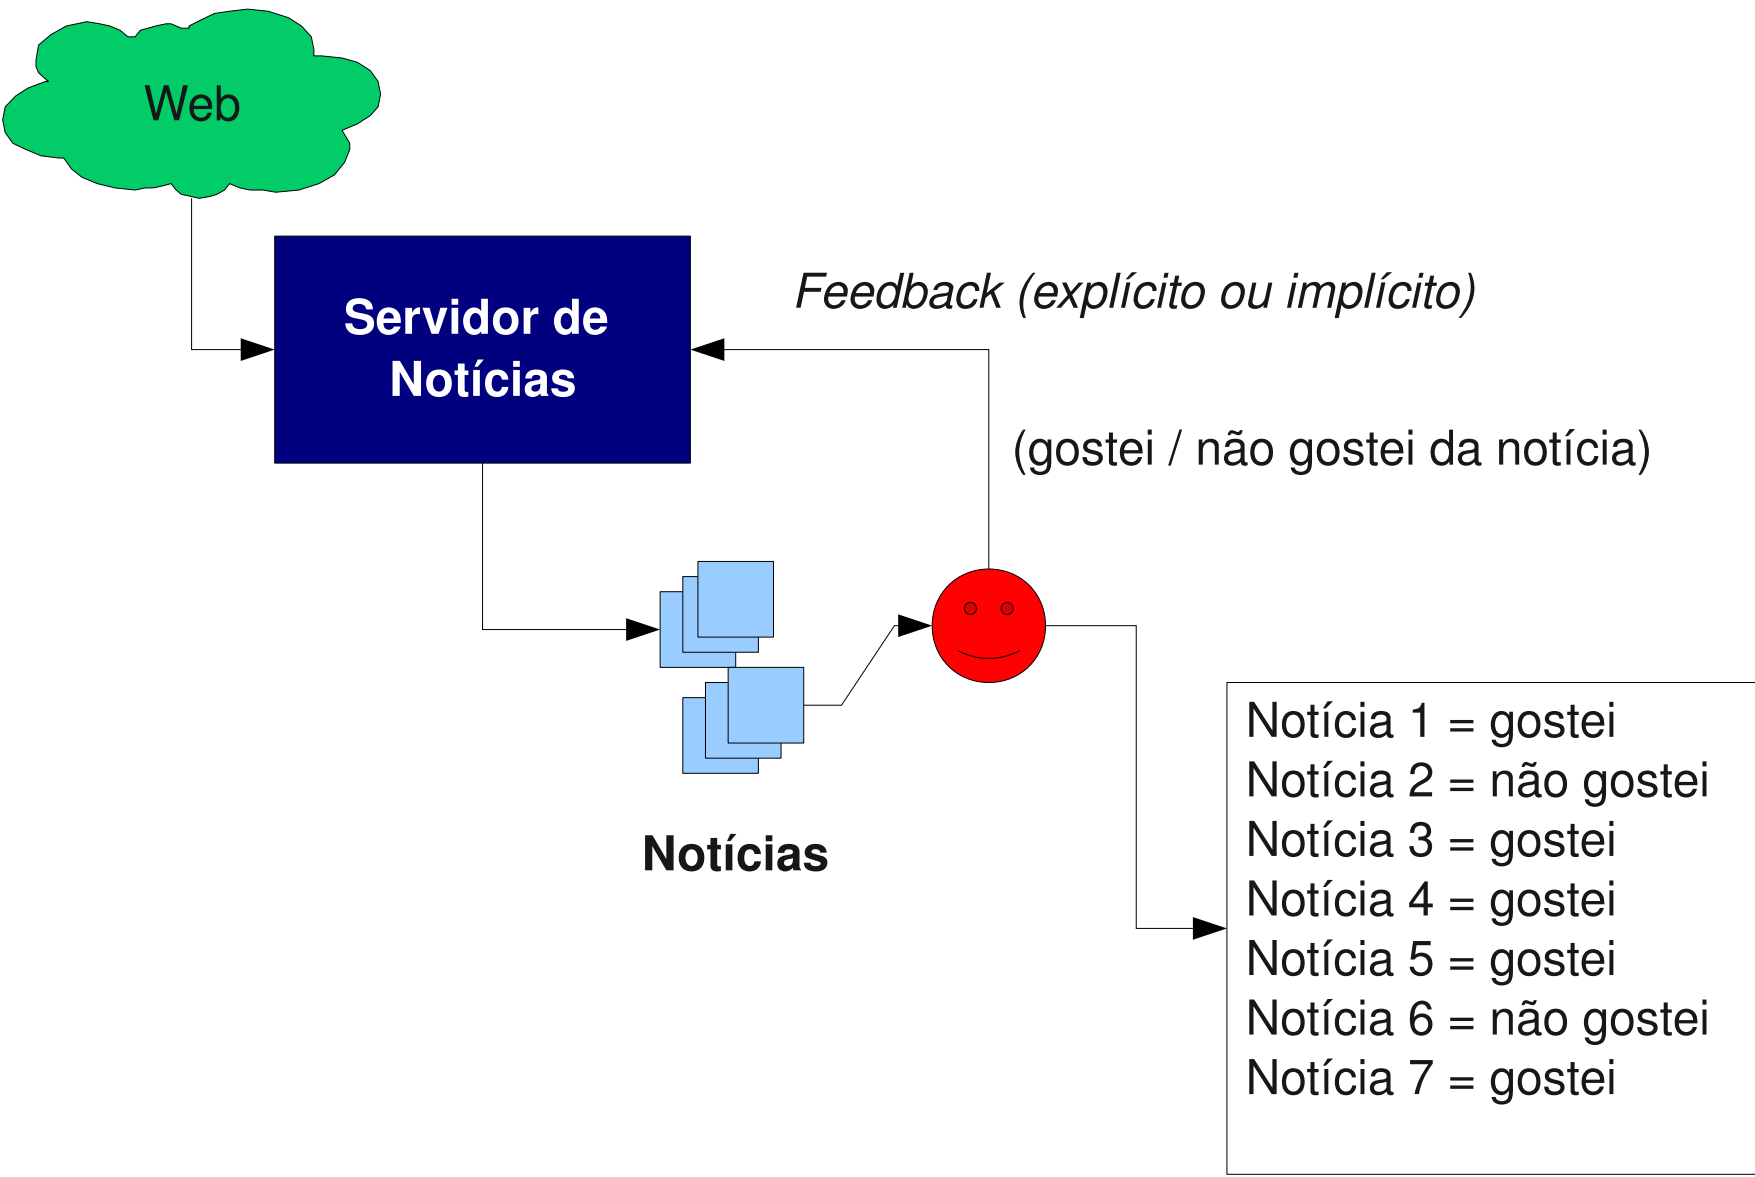 Web
Servidor de
Notícias
Feedback (explícito ou implícito)
(gostei / não gostei da notícia)
Notícias
Notícia 1 = gostei
Notícia 2 = não gostei
Notícia 3 = gostei
Notícia 4 = gostei
Notícia 5 = gostei
Notícia 6 = não gostei
Notícia 7 = gostei